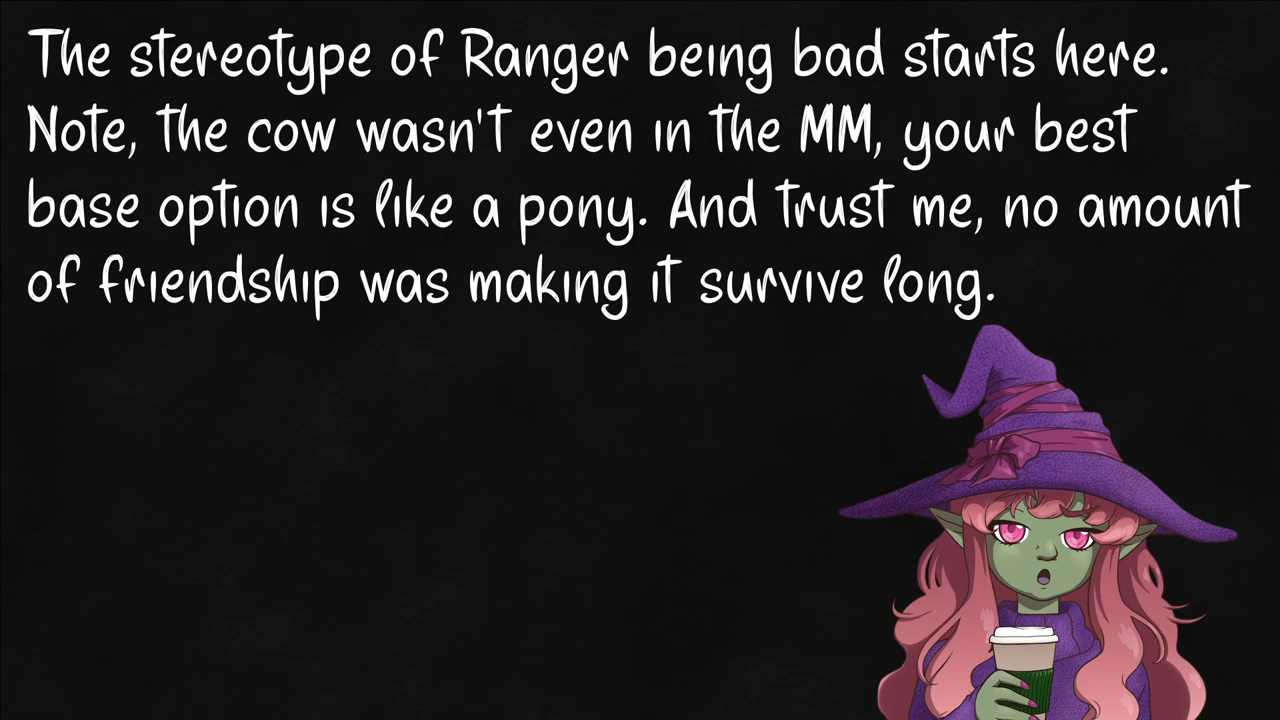 The stereotype of Ranger being bad starts here.
Note, the cow wasn't even in the MM, your best
base option is like a pony. And trust me, no amount
of friendship was making it survive long.